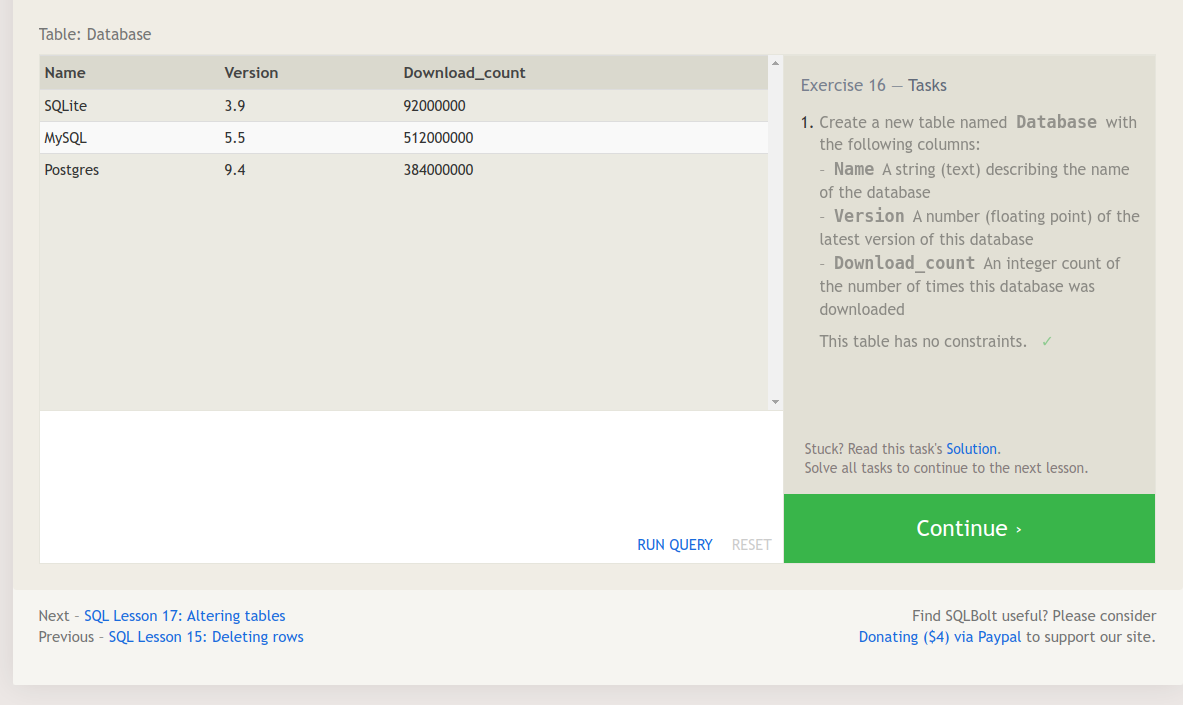 Table: Database
Name Version Download_count
SQLite 3.9 92000000
MySQL 5.5 512000000
Postgres 9.4 384000000
RUN QUERY RESET
Exercise 16 — Tasks
1. Create a new table named Database with
the following columns:
- Name A string (text) describing the name
of the database
- Version A number (floating point) of the
latest version of this database
- Download_count An integer count of
the number of times this database was
downloaded
This table has no constraints. ✓
Stuck? Read this task's Solution.
Solve all tasks to continue to the next lesson.
Continue ›
Next - SQL Lesson 17: Altering tables
Previous - SQL Lesson 15: Deleting rows
Find SQLBolt useful? Please consider
Donating ($4) via Paypal to support our site.